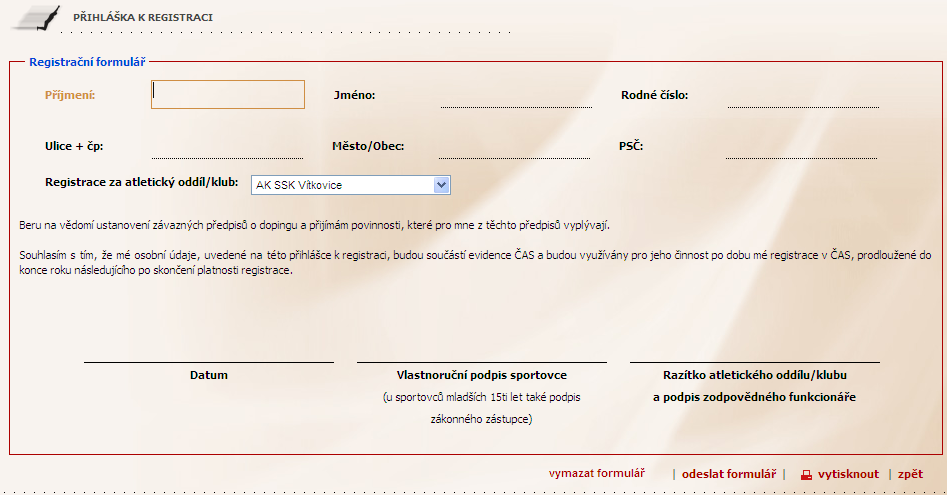 PŘIHLÁŠKA K REGISTRACI
Registrační formulář
Příjmení: Jméno: Rodné číslo:
Ulice + čp: Město/Obec: PSČ:
Registrace za atletický oddíl/klub: AK SSK Vítkovice
Beru na vědomí ustanovení závazných předpisů o dopingu a přijímám povinnosti, které pro mne z těchto předpisů vyplývají.
Souhlasím s tím, že mé osobní údaje, uvedené na této přihlášce k registraci, budou součástí evidence ČAS a budou využívány pro jeho činnost po dobu mé registrace v ČAS, prodloužené do
konce roku následujícího po skončení platnosti registrace.
Datum Vlastnoruční podpis sportovce Razítko atletického oddílu/klubu
(u sportovců mladších 15ti let také podpis a podpis zodpovědného funkcionáře
zákonného zástupce)
vymazat formulář | odeslat formulář | vytisknout | zpět